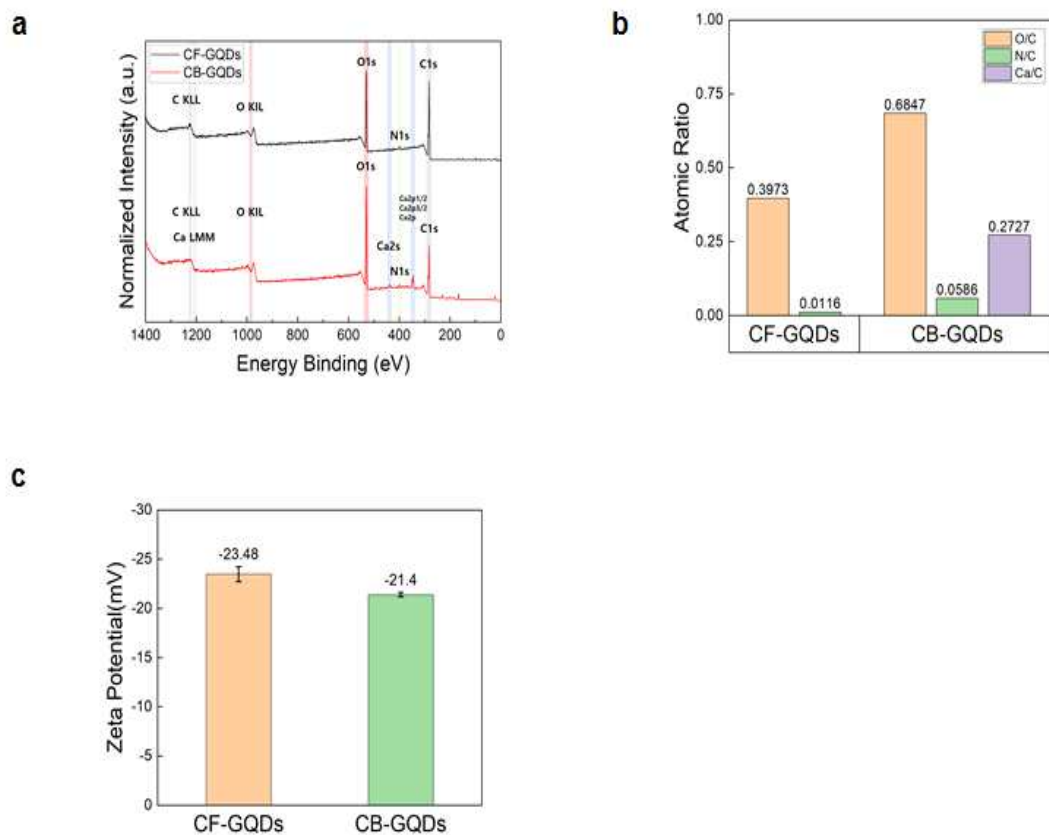 a
CF-GQDs
CB-GQDs
O1s
C1s
C KLL
O KlL
N1s
O1s
C KLL
O KlL
Ca LMM
Ca2p1/2
Ca2p3/2
Ca2p
C1s
Ca2s
N1s
Normalized Intensity (a.u.)
1400 1200 1000 800 600 400 200 0
Energy Binding (eV)
b
O/C
N/C
Ca/C
1.00
0.75
0.50
0.25
0.00
Atomic Ratio
0.3973
0.0116
0.6847
0.0586
0.2727
CF-GQDs
CB-GQDs
c
-30
-25
-20
-15
-10
-5
0
Zeta Potential(mV)
-23.48
-21.4
CF-GQDs
CB-GQDs